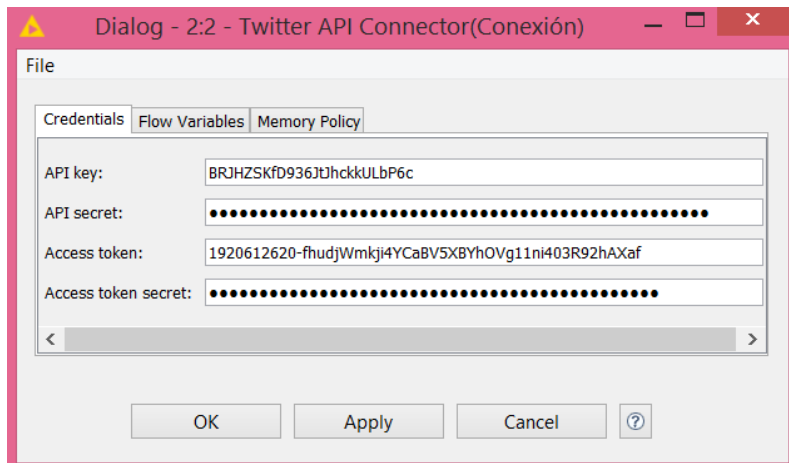 Dialog - 2:2 - Twitter API Connector(Conexión)
File
Credentials Flow Variables Memory Policy
API key: BRJHZSKfD936JtJhckkULbP6c
API secret: ●●●●●●●●●●●●●●●●●●●●●●●●●●●●●●●●●●●●●●●●●●●●●●●●●●
Access token: 1920612620-fhudjWmkji4YCaBV5XBYhOVg11ni403R92hAXaf
Access token secret: ●●●●●●●●●●●●●●●●●●●●●●●●●●●●●●●●●●●●●●●●●●●●●
OK Apply Cancel ?